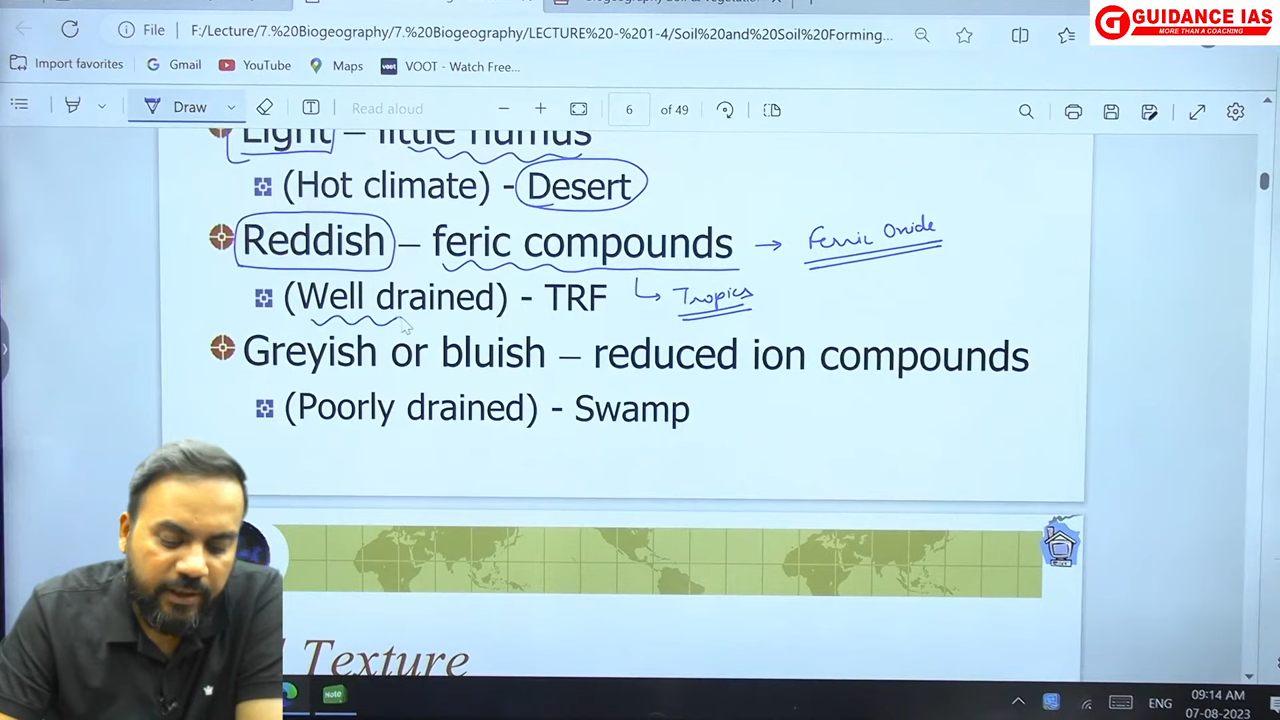 GUIDANCE IAS
MORE THAN A COACHING
File
F:/Lecture/7.%20Biogeography/7.%20Biogeography/LECTURE%20-%201-4/Soil%20and%20Soil%20Forming...
Import favorites
Gmail
YouTube
Maps
VOOT - Watch Free...
Draw
Read aloud
6 of 49
Light – little humus
(Hot climate) - Desert
Reddish – feric compounds → Ferric Oxide
(Well drained) - TRF Tropics
Greyish or bluish – reduced ion compounds
(Poorly drained) - Swamp
Texture
Note
ENG
09:14 AM
07-08-2023